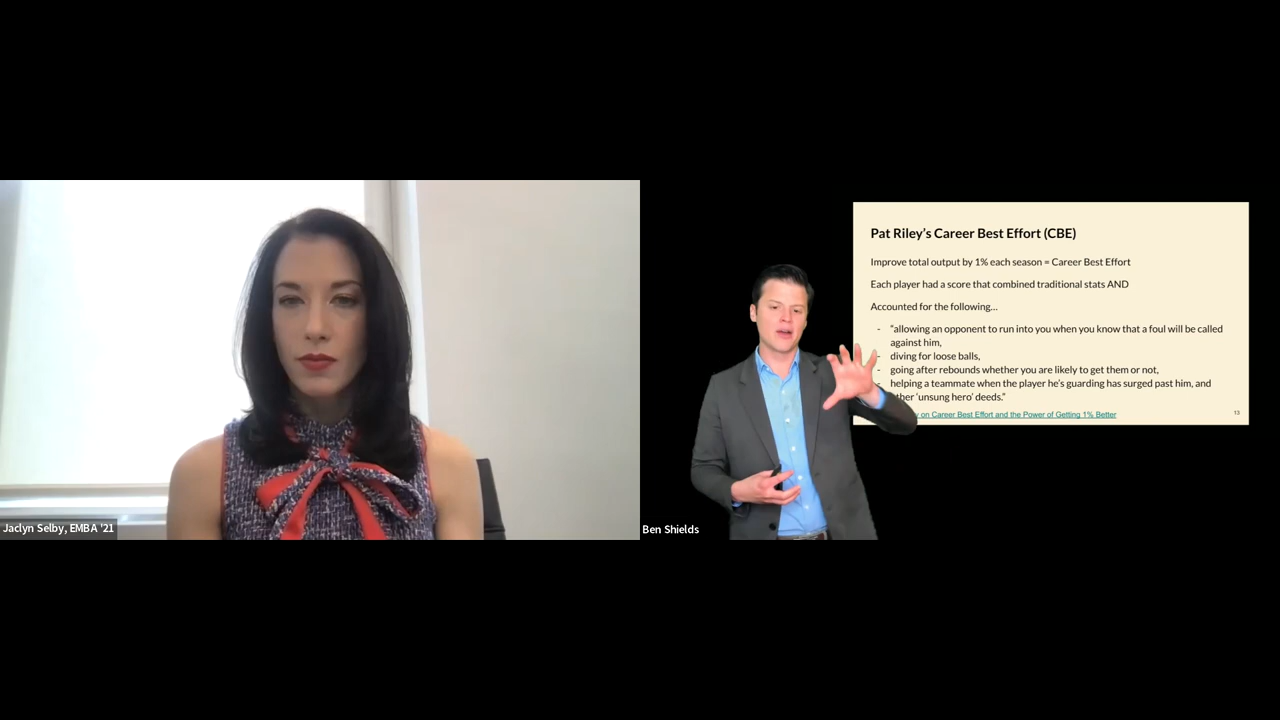 Pat Riley's Career Best Effort (CBE)
Improve total output by 1% each season = Career Best Effort
Each player had a score that combined traditional stats AND
Accounted for the following...
- "allowing an opponent to run into you when you know that a foul will be called
against him,
- diving for loose balls,
- going after rebounds whether you are likely to get them or not,
- helping a teammate when the player he's guarding has surged past him, and
'unsung hero' deeds."
on Career Best Effort and the Power of Getting 1% Better
13
Jaclyn Selby, EMBA '21
Ben Shields